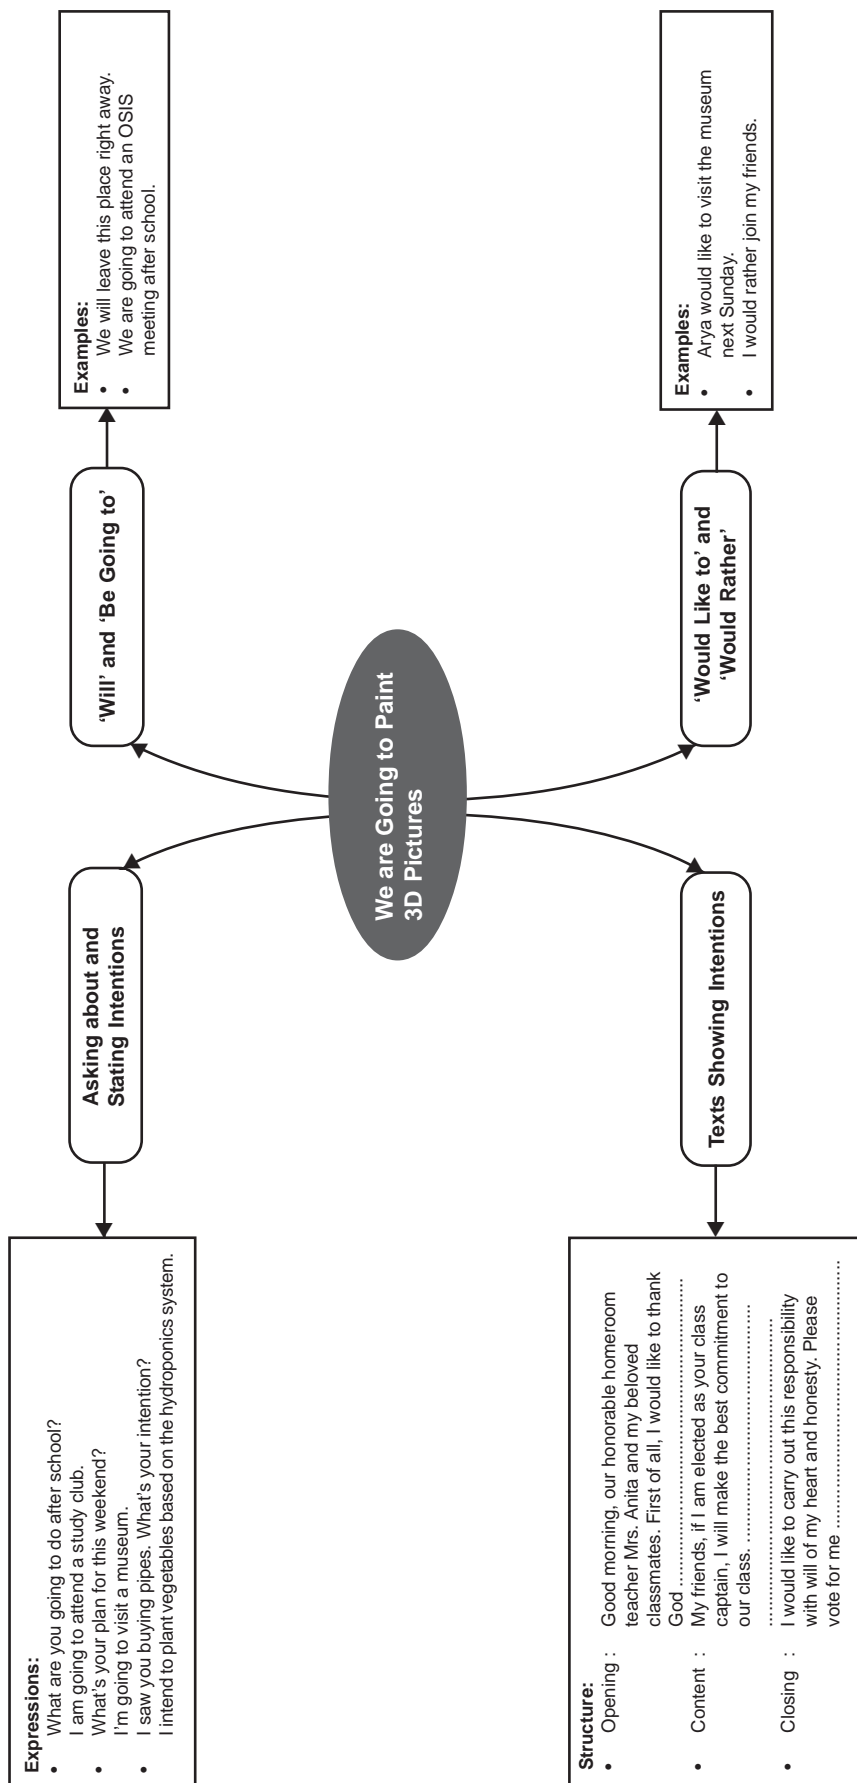 We are Going to Paint
3D Pictures
Asking about and
Stating Intentions
Expressions:
• What are you going to do after school?
I am going to attend a study club.
• What's your plan for this weekend?
I'm going to visit a museum.
• I saw you buying pipes. What's your intention?
I intend to plant vegetables based on the hydroponics system.
'Will' and 'Be Going to'
Examples:
• We will leave this place right away.
• We are going to attend an OSIS
meeting after school.
Texts Showing Intentions
Structure:
• Opening : Good morning, our honorable homeroom
teacher Mrs. Anita and my beloved
classmates. First of all, I would like to thank
God ................................................................
• Content : My friends, if I am elected as your class
captain, I will make the best commitment to
our class. ......................................................
........................................................................
• Closing : I would like to carry out this responsibility
with will of my heart and honesty. Please
vote for me ....................................................
'Would Like to' and
'Would Rather'
Examples:
• Arya would like to visit the museum
next Sunday.
• I would rather join my friends.